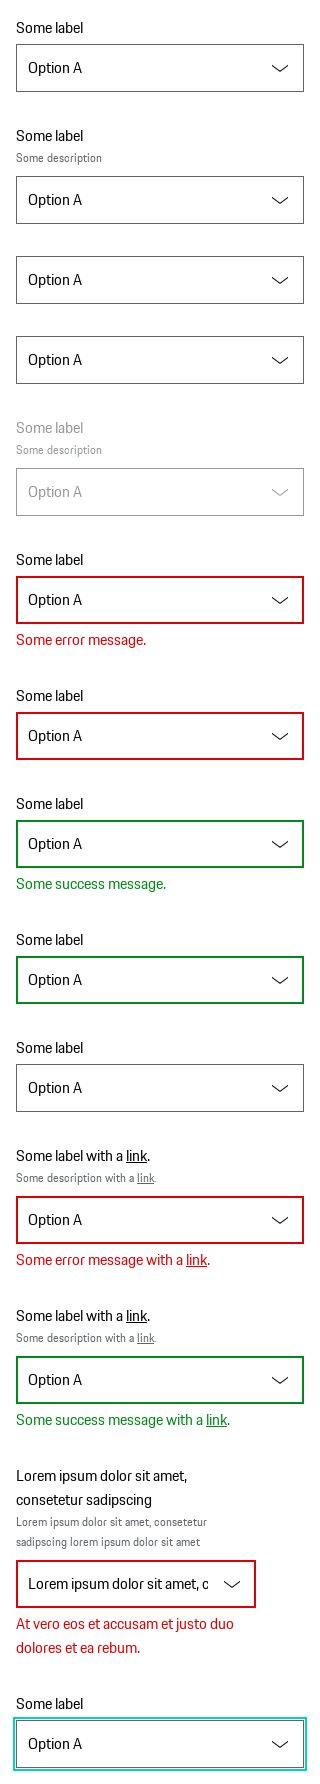 Some label
Option A
Some label
Some description
Option A
Option A
Option A
Some label
Some description
Option A
Some label
Option A
Some error message.
Some label
Option A
Some label
Option A
Some success message.
Some label
Option A
Some label
Option A
Some label with a link.
Some description with a link.
Option A
Some error message with a link.
Some label with a link.
Some description with a link.
Option A
Some success message with a link.
Lorem ipsum dolor sit amet,
consetetur sadipscing
Lorem ipsum dolor sit amet, consetetur
sadipscing lorem ipsum dolor sit amet
Lorem ipsum dolor sit amet, c
At vero eos et accusam et justo duo
dolores et ea rebum.
Some label
Option A